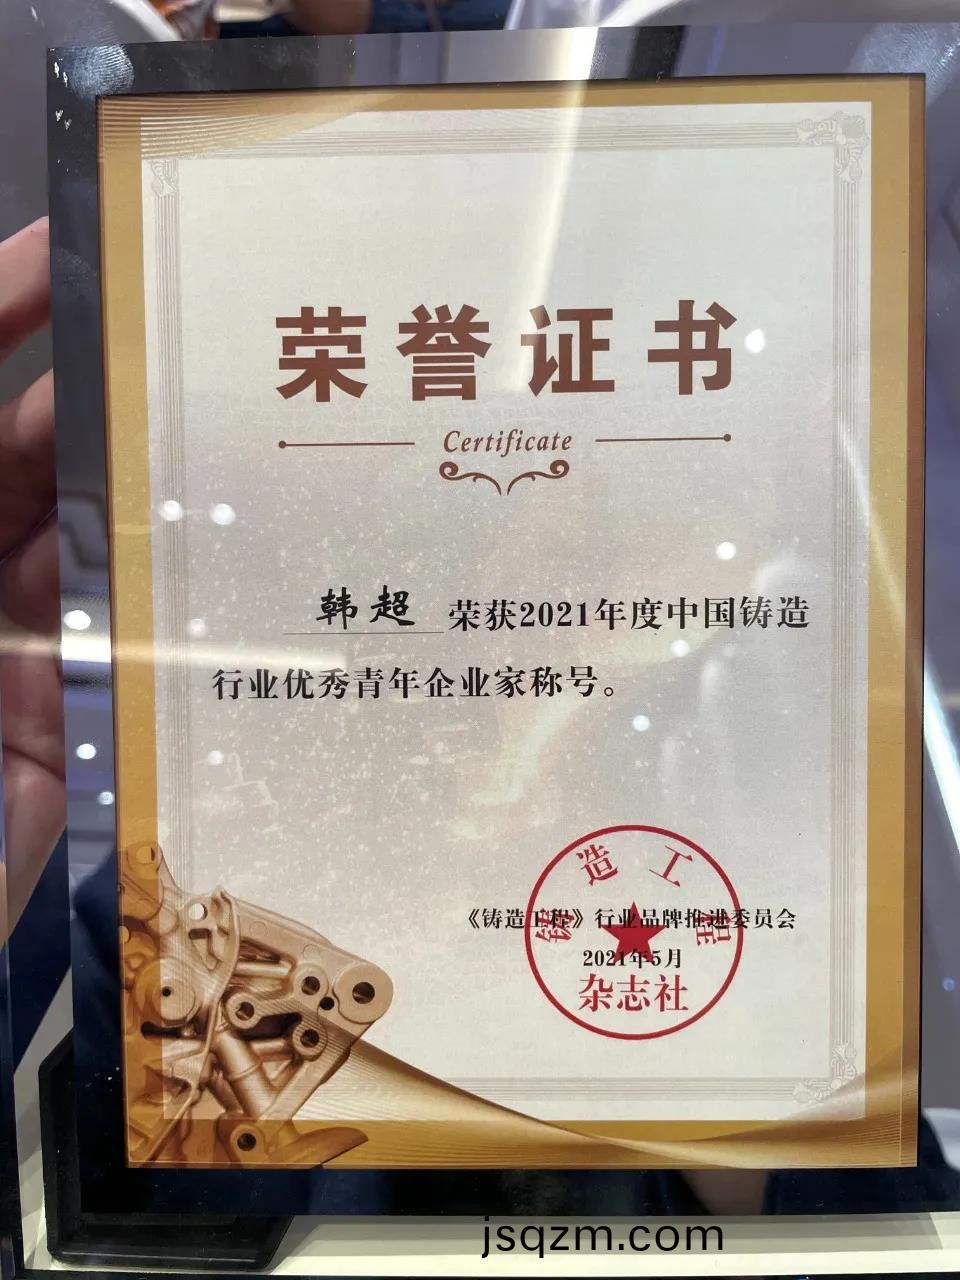 荣誉证书
Certificate
韩超 荣获2021年度中国铸造
行业优秀青年企业家称号。
《铸造工程》行业品牌推进委员会
2021年5月
铸造工程
杂志社
jsqzm.com